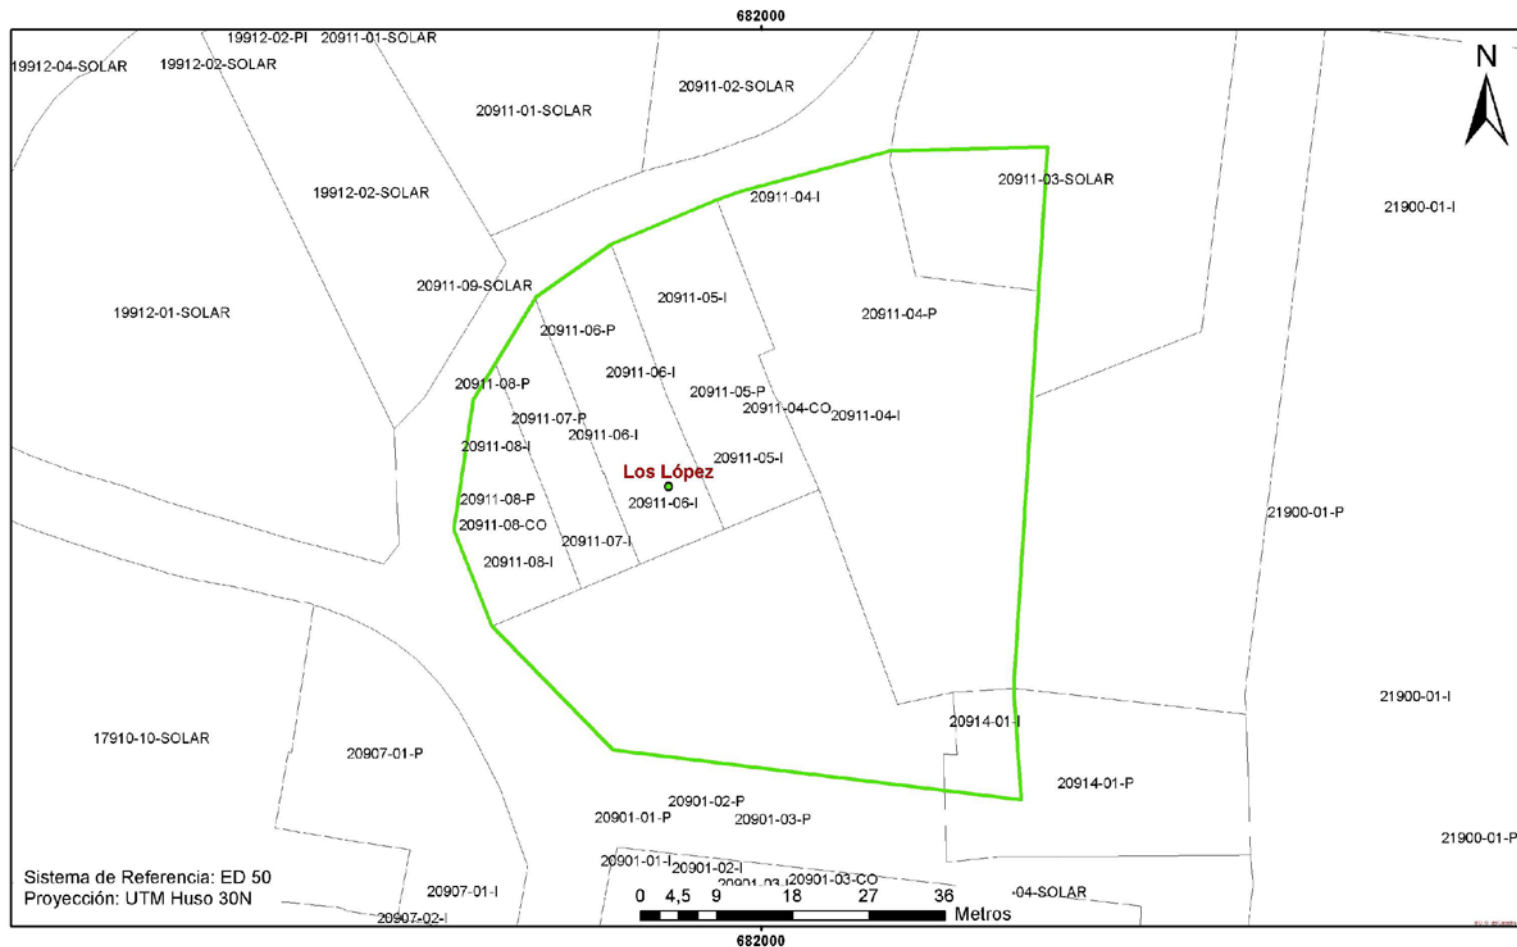 682000
19912-02-PI
20911-01-SOLAR
19912-04-SOLAR
19912-02-SOLAR
N
20911-02-SOLAR
20911-01-SOLAR
20911-03-SOLAR
19912-02-SOLAR
20911-04-I
21900-01-I
20911-09-SOLAR
20911-05-I
19912-01-SOLAR
20911-04-P
20911-06-P
20911-06-I
20911-08-P
20911-05-P
20911-04-CO
20911-04-I
20911-07-P
20911-06-I
20911-08-I
20911-05-I
Los López
20911-08-P
20911-06-I
21900-01-P
20911-08-CO
20911-07-I
20911-08-I
21900-01-I
20914-01-I
17910-10-SOLAR
20907-01-P
20914-01-P
20901-02-P
20901-01-P
20901-03-P
21900-01-P
20901-01-I
20901-02-I
20901-03-CO
20901-03-I
Sistema de Referencia: ED 50
Proyección: UTM Huso 30N
20907-01-I
20907-02-I
-04-SOLAR
0 4,5 9 18 27 36
Metros
682000